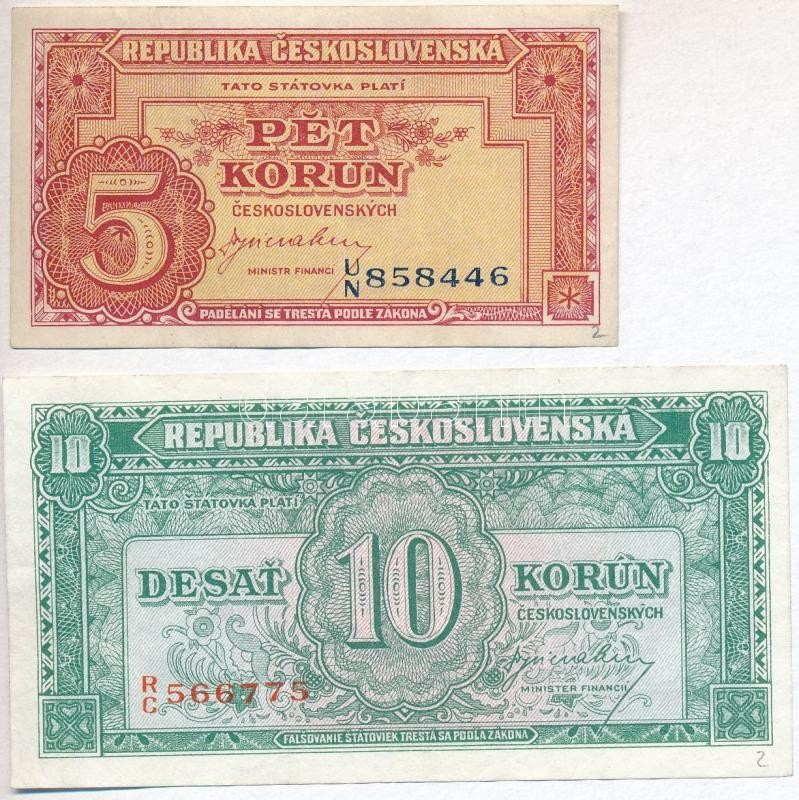 REPUBLIKA ČESKOSLOVENSKÁ
TATO STÁTOVKA PLATÍ
PĚT
KORUN
5
ČESKOSLOVENSKÝCH
MINISTR FINANCÍ
U/N 858446
PADĚLÁNÍ SE TRESTÁ PODLE ZÁKONA
2
REPUBLIKA ČESKOSLOVENSKÁ
10
10
TÁTO ŠTÁTOVKA PLATÍ
DESAŤ 10 KORÚN
ČESKOSLOVENSKÝCH
MINISTER FINANCIÍ
R/C 566775
FALŠOVANIE ŠTÁTOVIEK TRESTÁ SA PODĽA ZÁKONA
2